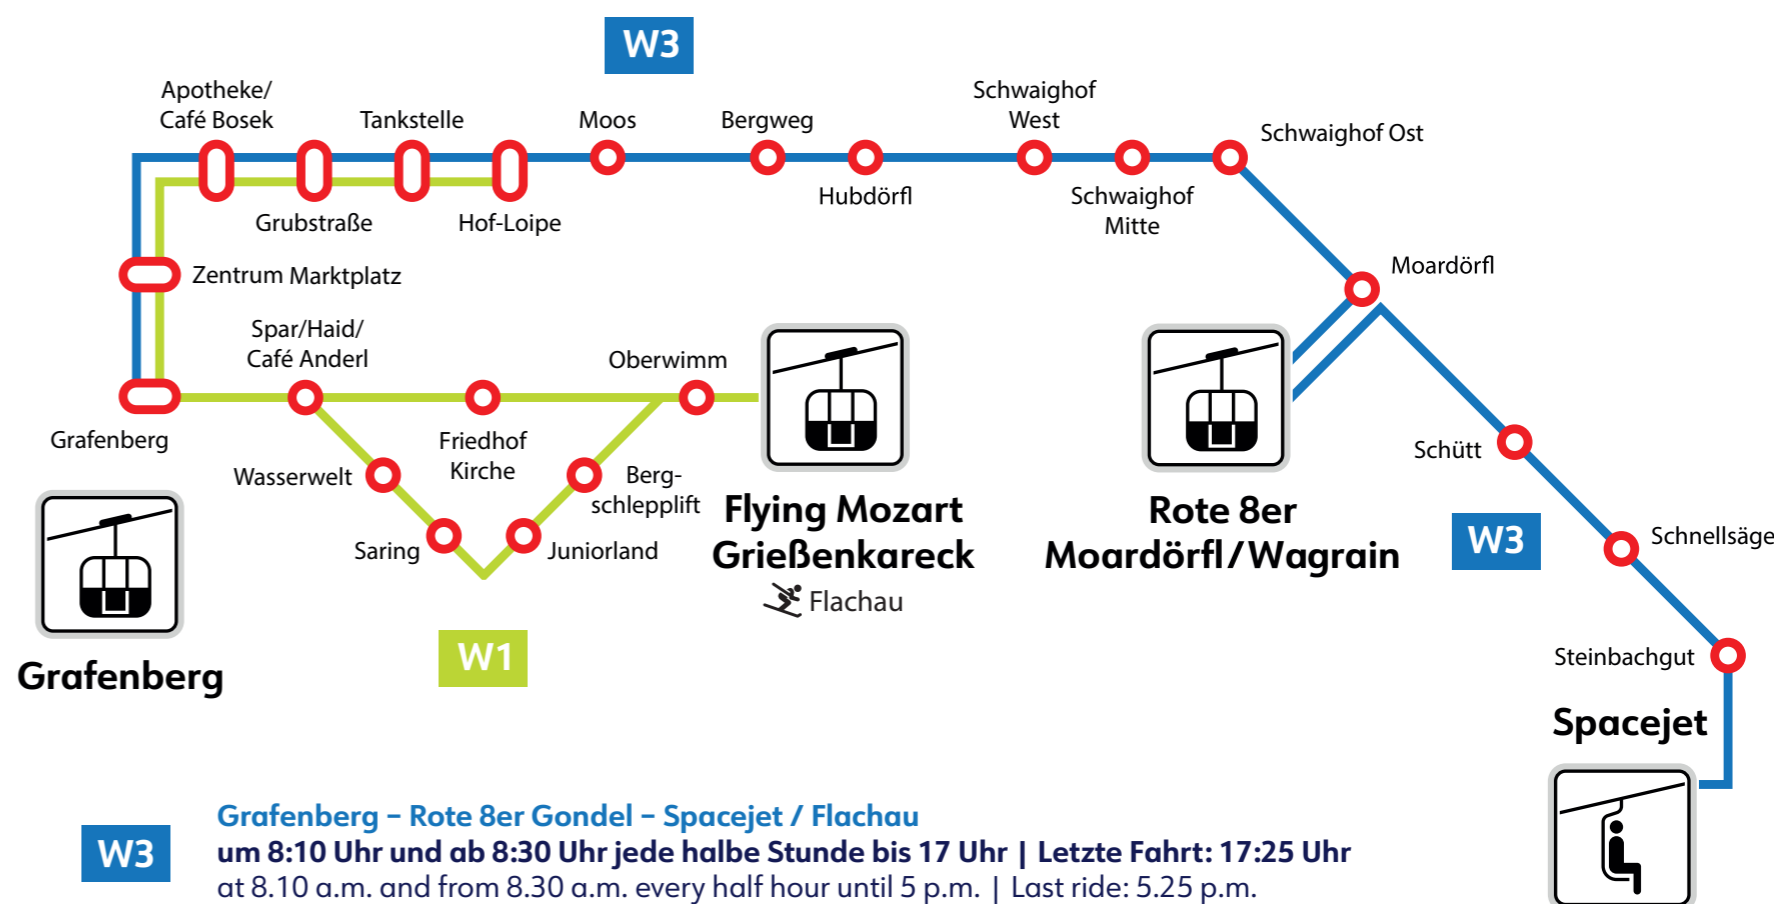 W3
Apotheke/
Café Bosek
Tankstelle
Moos
Bergweg
Schwaighof
West
Schwaighof Ost
Grubstraße
Hof-Loipe
Hubdörfl
Schwaighof
Mitte
Zentrum Marktplatz
Moardörfl
Spar/Haid/
Café Anderl
Oberwimm
Grafenberg
Friedhof
Kirche
Wasserwelt
Berg-
schlepplift
Saring
Juniorland
Flying Mozart
Grießenkareck
Flachau
Rote 8er
Moardörfl/Wagrain
Schütt
W3
Schnellsäge
Steinbachgut
Grafenberg
W1
Spacejet
W3
Grafenberg – Rote 8er Gondel – Spacejet / Flachau
um 8:10 Uhr und ab 8:30 Uhr jede halbe Stunde bis 17 Uhr | Letzte Fahrt: 17:25 Uhr
at 8.10 a.m. and from 8.30 a.m. every half hour until 5 p.m. | Last ride: 5.25 p.m.